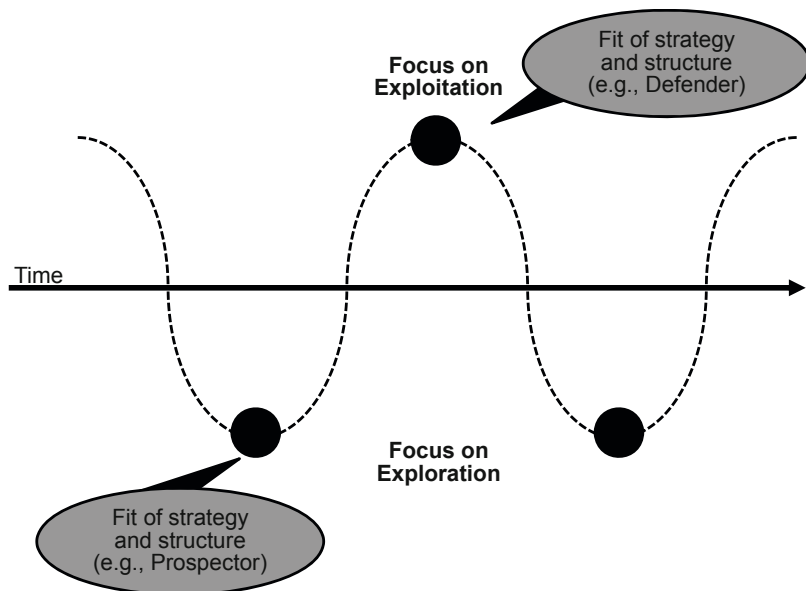 Fit of strategy
and structure
(e.g., Defender)
Focus on
Exploitation
Time
Focus on
Exploration
Fit of strategy
and structure
(e.g., Prospector)